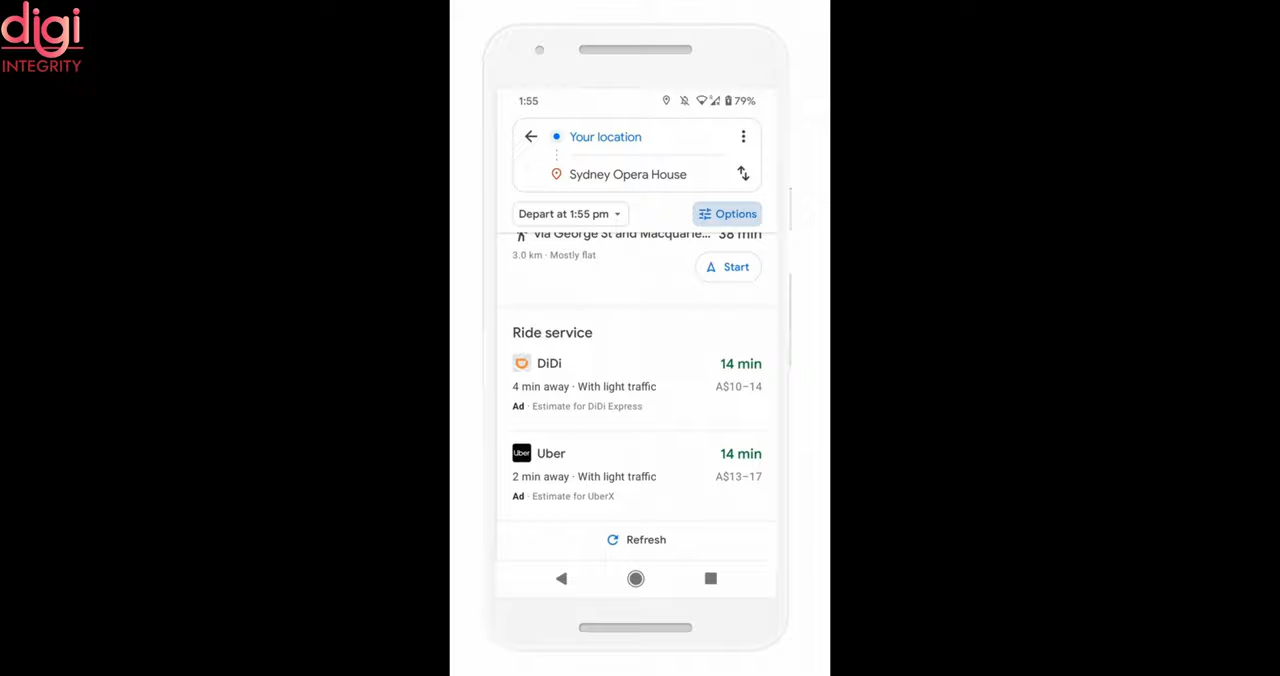 digi
INTEGRITY
1:55
79%
Your location
Sydney Opera House
Depart at 1:55 pm
Options
via George St and Macquarie... 38 min
3.0 km · Mostly flat
Start
Ride service
DiDi 14 min
4 min away · With light traffic A$10–14
Ad · Estimate for DiDi Express
Uber Uber 14 min
2 min away · With light traffic A$13–17
Ad · Estimate for UberX
Refresh